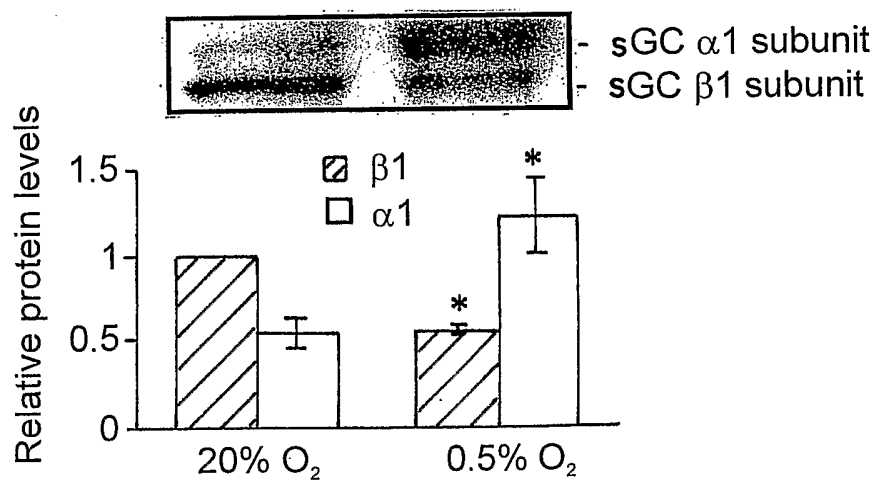 - sGC α1 subunit
- sGC β1 subunit
Relative protein levels
1.5
1
0.5
0
β1
α1
*
*
20% O₂
0.5% O₂